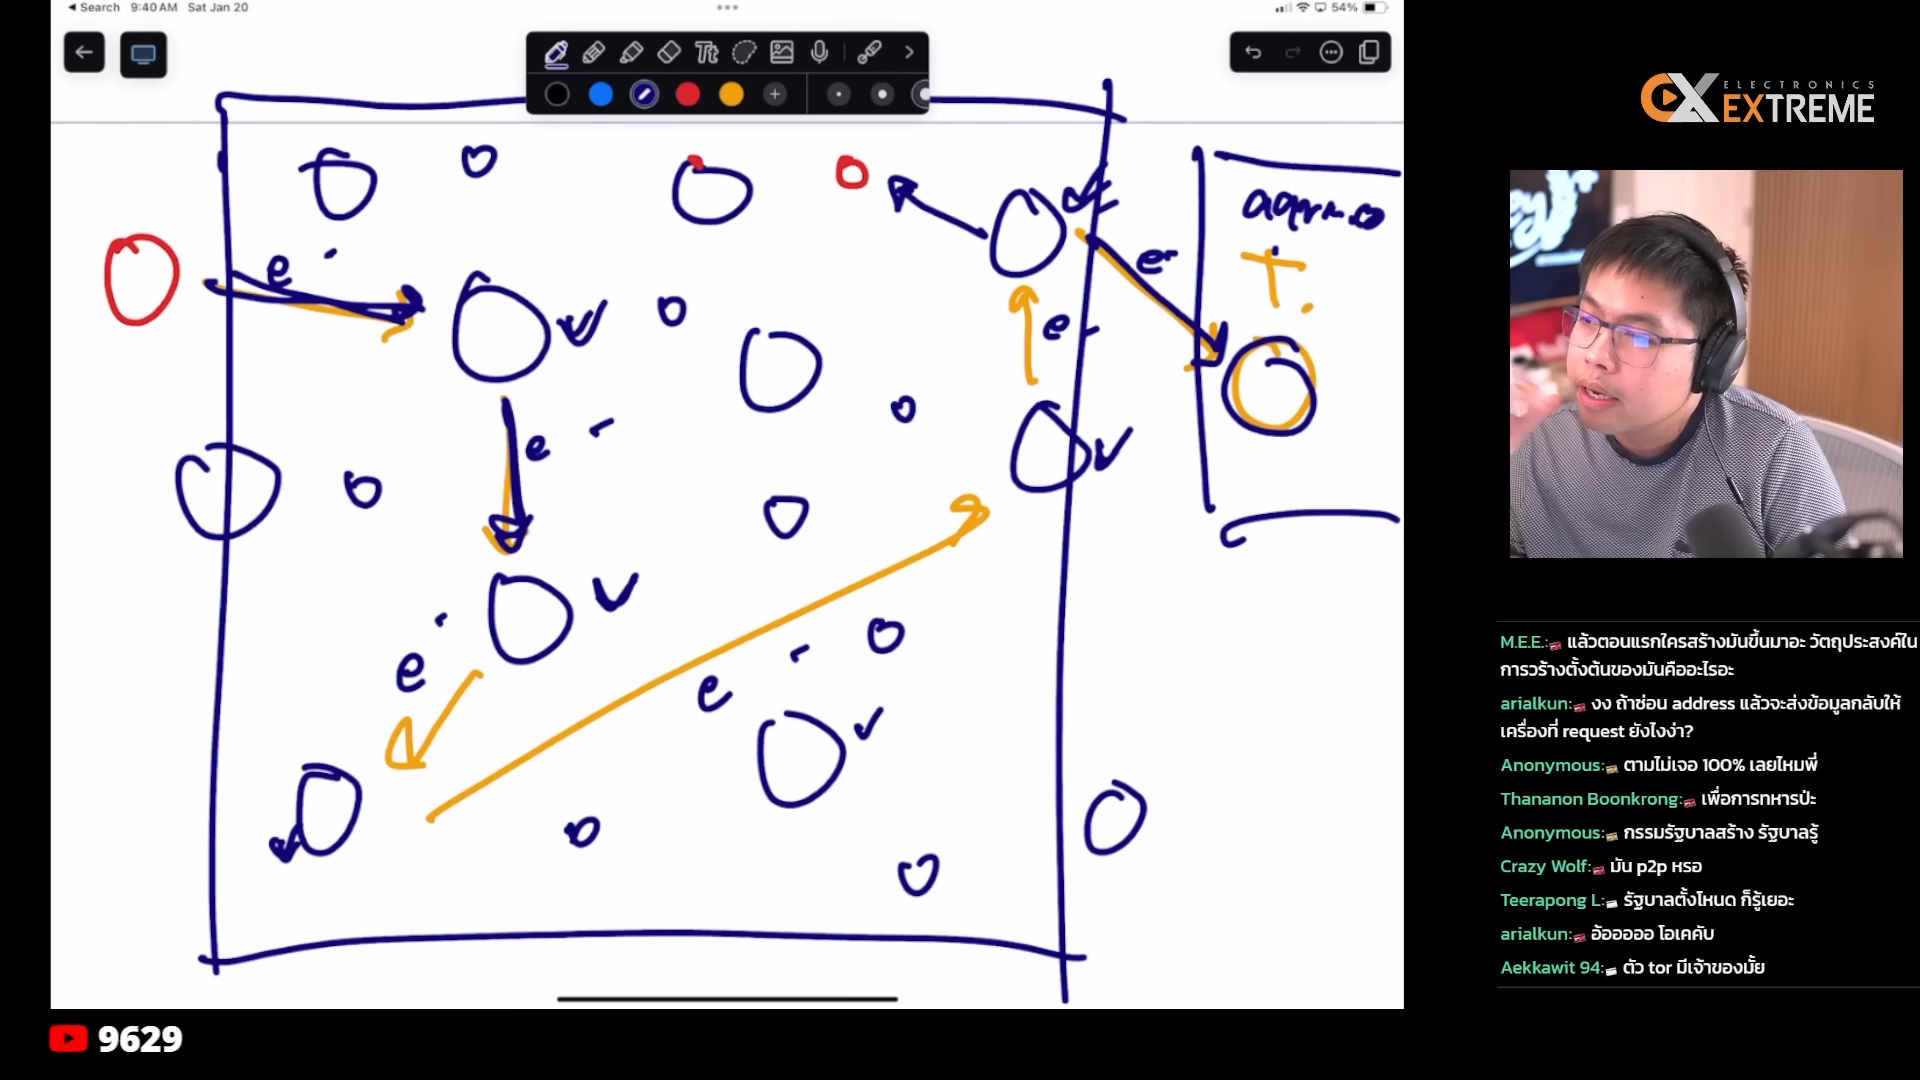 Search 9:40 AM Sat Jan 20
54%
Tt
ELECTRONICS
EXTREME
e
e-
e
e
e
e
T.
M.E.E.: แล้วตอนแรกใครสร้างมันขึ้นมาอะ วัตถุประสงค์ใน
การวร้างตั้งต้นของมันคืออะไรอะ
arialkun: งง ถ้าซ่อน address แล้วจะส่งข้อมูลกลับให้
เครื่องที่ request ยังไงง่า?
Anonymous: ตามไม่เจอ 100% เลยไหมพี่
Thananon Boonkrong: เพื่อการทหารป่ะ
Anonymous: กรรมรัฐบาลสร้าง รัฐบาลรู้
Crazy Wolf: มัน p2p หรอ
Teerapong L: รัฐบาลตั้งโหนด ก็รู้เยอะ
arialkun: อ้อออออ โอเคคับ
Aekkawit 94: ตัว tor มีเจ้าของมั้ย
9629